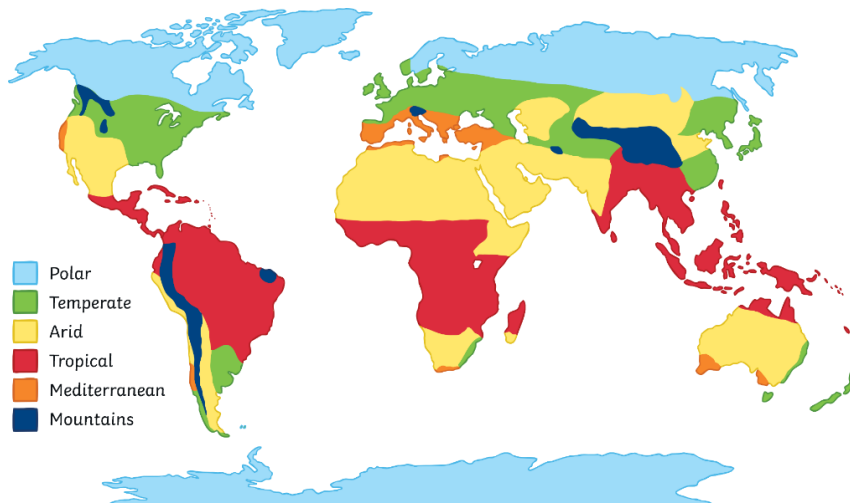 Polar
Temperate
Arid
Tropical
Mediterranean
Mountains